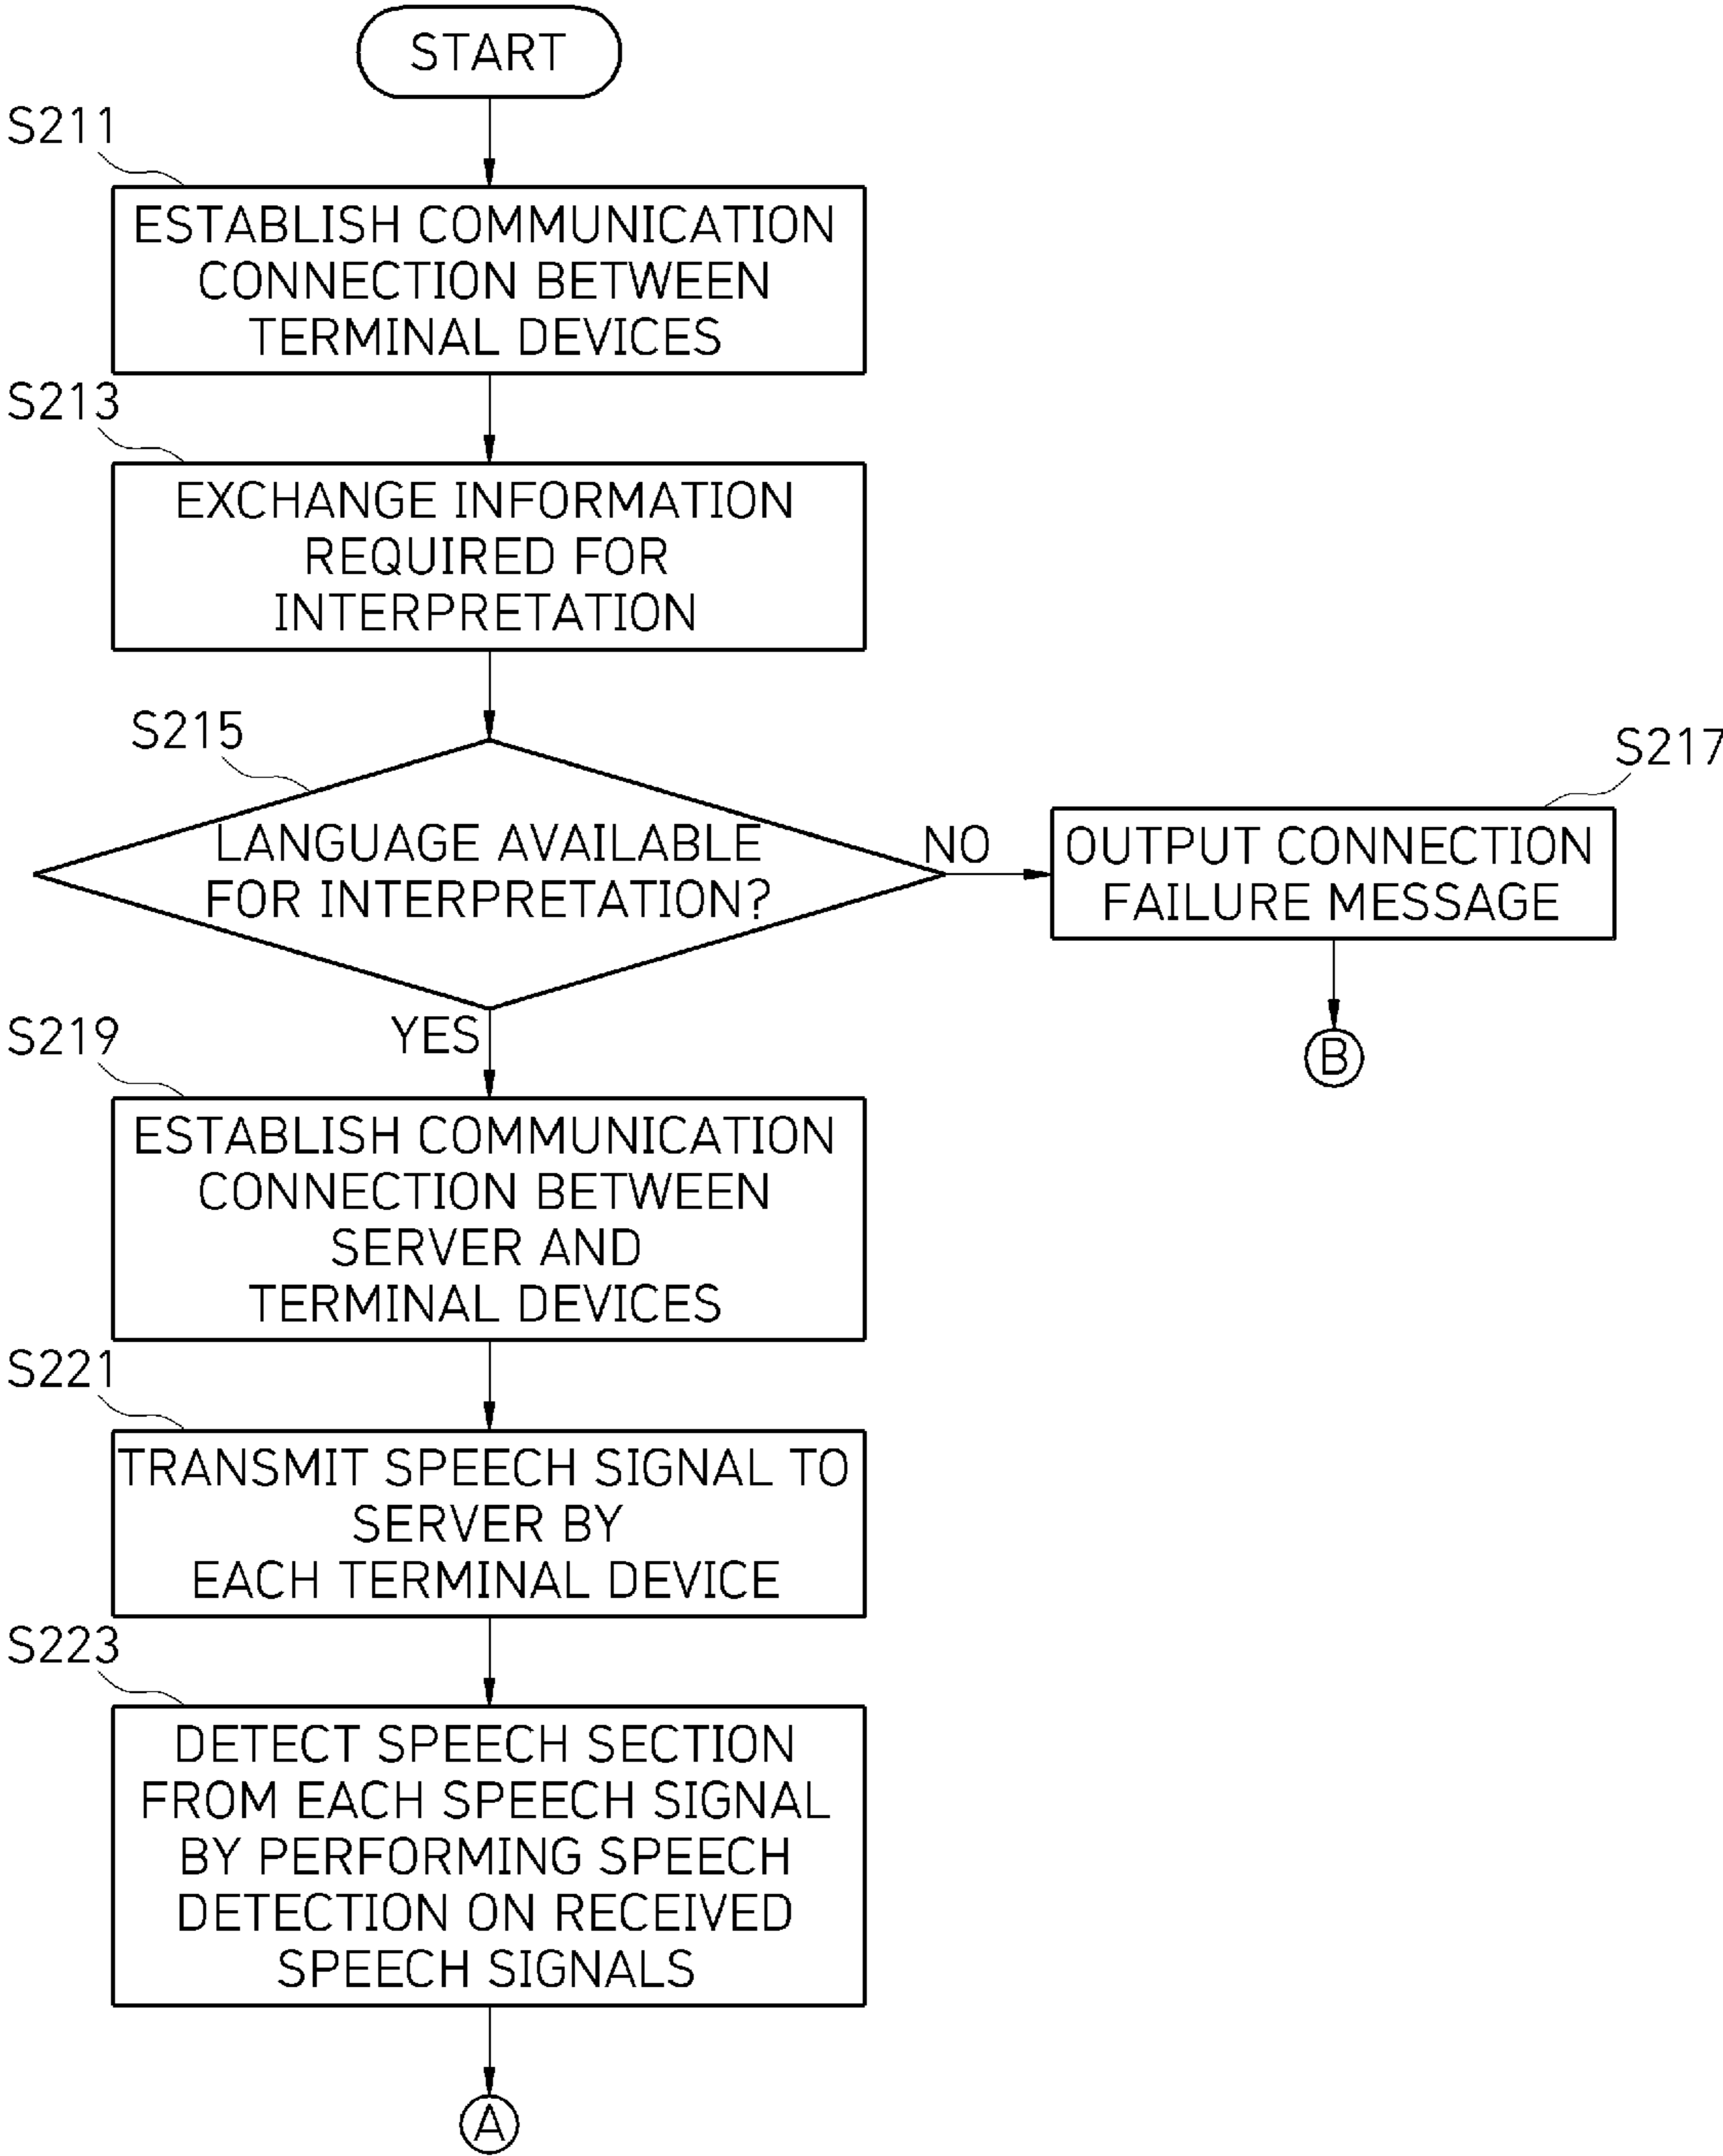 START
S211
ESTABLISH COMMUNICATION
CONNECTION BETWEEN
TERMINAL DEVICES
S213
EXCHANGE INFORMATION
REQUIRED FOR
INTERPRETATION
S215
LANGUAGE AVAILABLE
FOR INTERPRETATION?
NO
S217
OUTPUT CONNECTION
FAILURE MESSAGE
B
YES
S219
ESTABLISH COMMUNICATION
CONNECTION BETWEEN
SERVER AND
TERMINAL DEVICES
S221
TRANSMIT SPEECH SIGNAL TO
SERVER BY
EACH TERMINAL DEVICE
S223
DETECT SPEECH SECTION
FROM EACH SPEECH SIGNAL
BY PERFORMING SPEECH
DETECTION ON RECEIVED
SPEECH SIGNALS
A